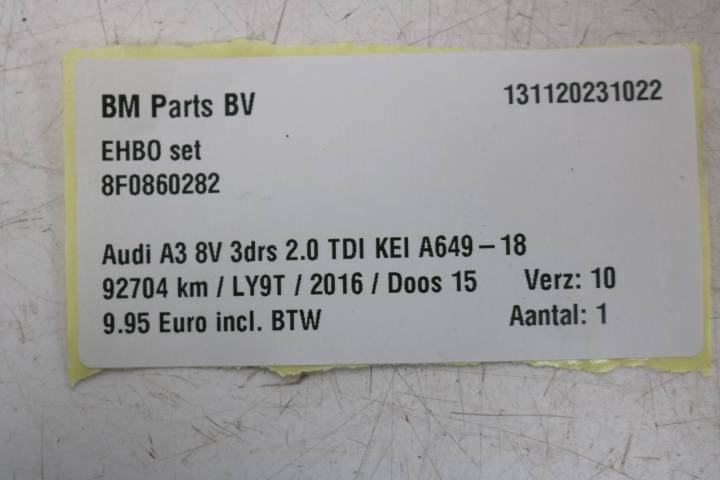 BM Parts BV 131120231022
EHBO set
8F0860282
Audi A3 8V 3drs 2.0 TDI KEI A649-18
92704 km / LY9T / 2016 / Doos 15 Verz: 10
9.95 Euro incl. BTW Aantal: 1